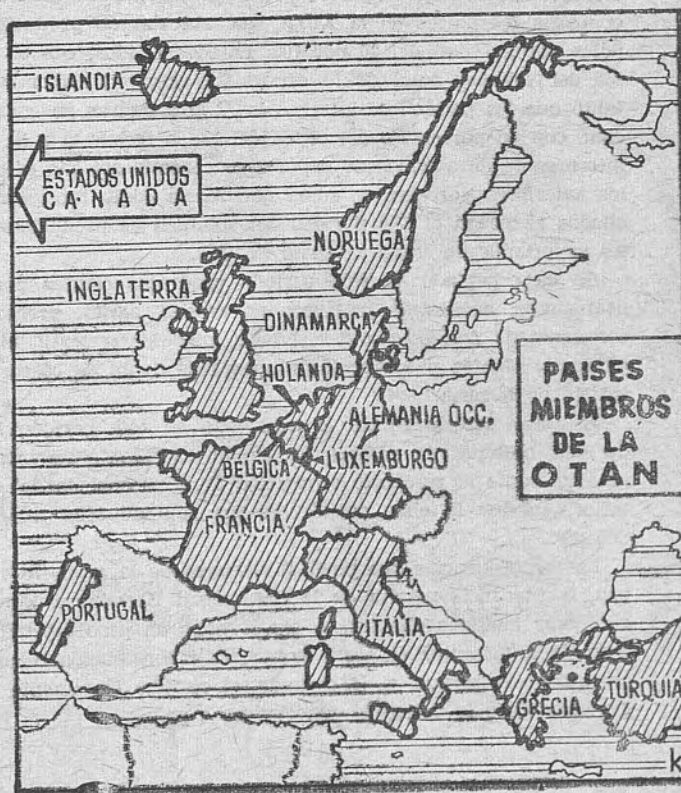 ISLANDIA
ESTADOS UNIDOS
CANADA
NORUEGA
INGLATERRA
DINAMARCA
HOLANDA
PAISES
MIEMBROS
DE LA
OTAN
ALEMANIA OCC.
BELGICA
LUXEMBURGO
FRANCIA
PORTUGAL
ITALIA
GRECIA
TURQUIA
k